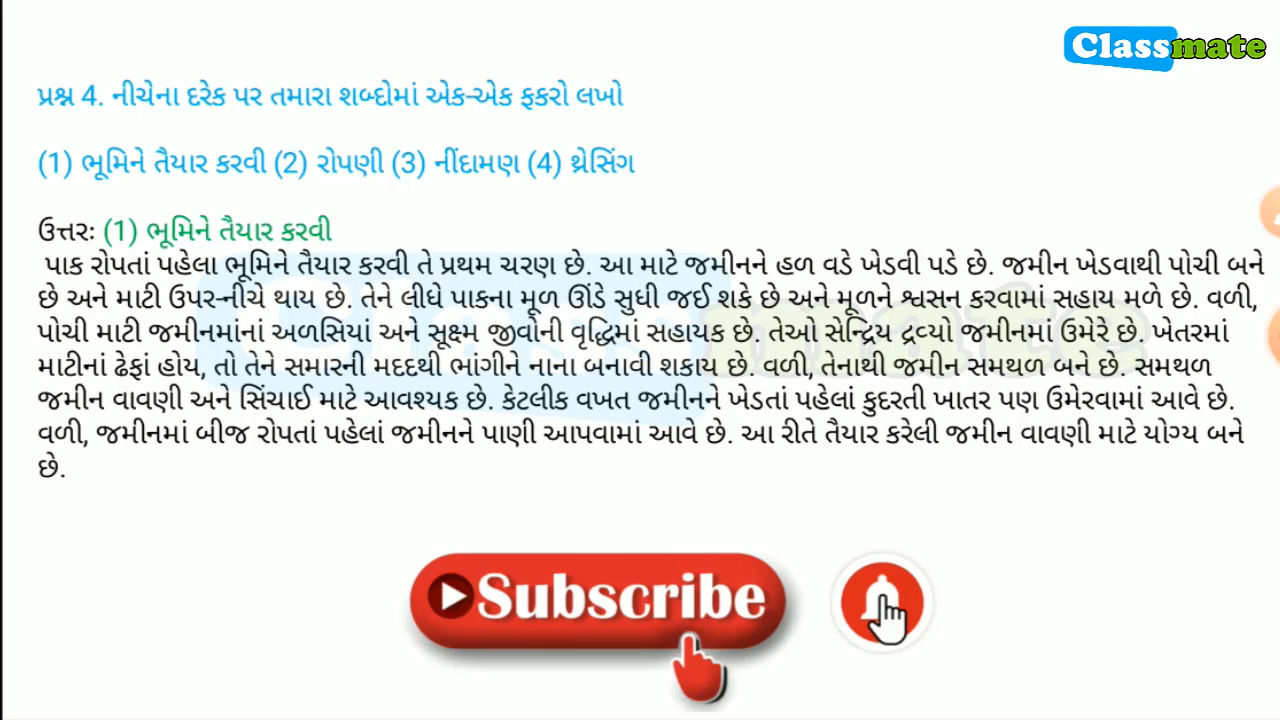 Classmate
પ્રશ્ન 4. નીચેના દરેક પર તમારા શબ્દોમાં એક-એક ફકરો લખો
(1) ભૂમિને તૈયાર કરવી (2) રોપણી (3) નીંદામણ (4) થ્રેસિંગ
ઉત્તરઃ (1) ભૂમિને તૈયાર કરવી
પાક રોપતાં પહેલા ભૂમિને તૈયાર કરવી તે પ્રથમ ચરણ છે. આ માટે જમીનને હળ વડે ખેડવી પડે છે. જમીન ખેડવાથી પોચી બને
છે અને માટી ઉપર-નીચે થાય છે. તેને લીધે પાકના મૂળ ઊંડે સુધી જઈ શકે છે અને મૂળને શ્વસન કરવામાં સહાય મળે છે. વળી,
પોચી માટી જમીનમાંનાં અળસિયાં અને સૂક્ષ્મ જીવોની વૃદ્ધિમાં સહાયક છે. તેઓ સેન્દ્રિય દ્રવ્યો જમીનમાં ઉમેરે છે. ખેતરમાં
માટીનાં ઢેફાં હોય, તો તેને સમારની મદદથી ભાંગીને નાના બનાવી શકાય છે. વળી, તેનાથી જમીન સમથળ બને છે. સમથળ
જમીન વાવણી અને સિંચાઈ માટે આવશ્યક છે. કેટલીક વખત જમીનને ખેડતાં પહેલાં કુદરતી ખાતર પણ ઉમેરવામાં આવે છે.
વળી, જમીનમાં બીજ રોપતાં પહેલાં જમીનને પાણી આપવામાં આવે છે. આ રીતે તૈયાર કરેલી જમીન વાવણી માટે યોગ્ય બને
છે.
Subscribe